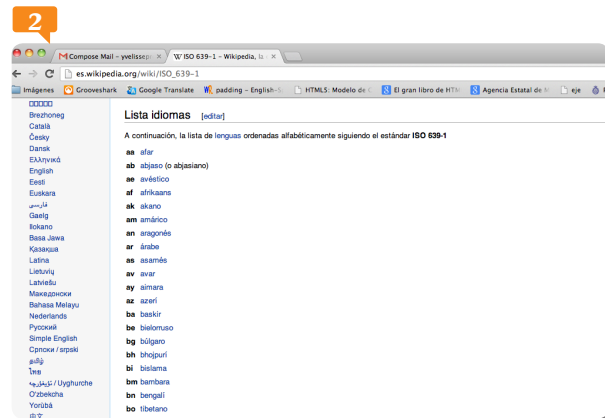 2
Compose Mail – yvelissepr
ISO 639-1 – Wikipedia, la
es.wikipedia.org/wiki/ISO_639-1
Imágenes Grooveshark Google Translate padding – English-S HTML5: Modelo de El gran libro de HTM Agencia Estatal de M eje
Brezhoneg
Català
Česky
Dansk
Ελληνικά
English
Eesti
Euskara
فارسی
Gaelg
Ilokano
Basa Jawa
Қазақша
Latina
Lietuvių
Latviešu
Македонски
Bahasa Melayu
Nederlands
Русский
Simple English
Српски / srpski
தமிழ்
ไทย
ئۇيغۇرچە / Uyghurche
O'zbekcha
Yorùbá
中文
Lista idiomas [editar]
A continuación, la lista de lenguas ordenadas alfabéticamente siguiendo el estándar ISO 639-1
aa afar
ab abjaso (o abjasiano)
ae avéstico
af afrikaans
ak akano
am amárico
an aragonés
ar árabe
as asamés
av avar
ay aimara
az azerí
ba baskir
be bielorruso
bg búlgaro
bh bhojpuri
bi bislama
bm bambara
bn bengalí
bo tibetano